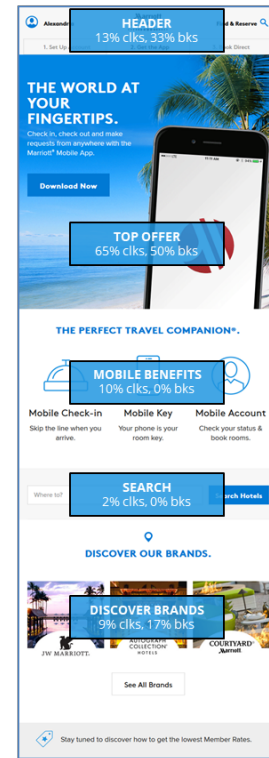 Alexandr
HEADER
13% clks, 33% bks
1. Set Up
THE WORLD AT
YOUR
FINGERTIPS.
Check in, check out and make
requests from anywhere with the
Marriott® Mobile App.
Download Now
TOP OFFER
65% clks, 50% bks
THE PERFECT TRAVEL COMPANION®.
MOBILE BENEFITS
10% clks, 0% bks
Mobile Check-in Mobile Key Mobile Account
Skip the line when you Your phone is your Check your status &
arrive. room key. book rooms.
SEARCH
2% clks, 0% bks
Where to?
Search Hotels
DISCOVER OUR BRANDS.
DISCOVER BRANDS
9% clks, 17% bks
JW MARRIOTT.
AUTOGRAPH
COLLECTION®
HOTELS
COURTYARD®
Marriott
See All Brands
Stay tuned to discover how to get the lowest Member Rates.